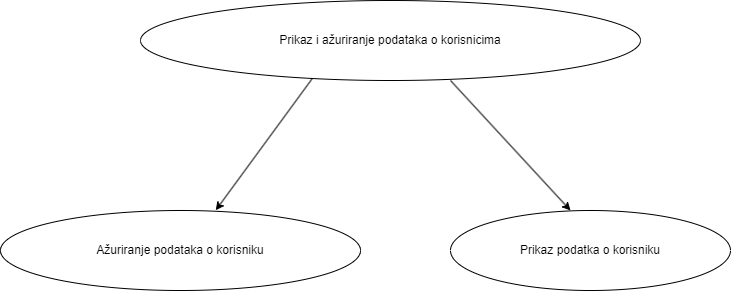 Prikaz i ažuriranje podataka o korisnicima
Ažuriranje podataka o korisniku
Prikaz podatka o korisniku